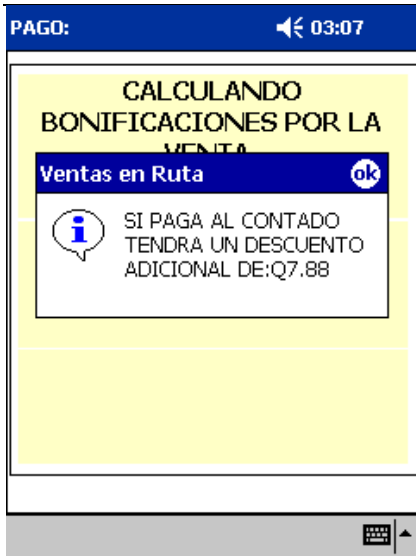 PAGO: 03:07
CALCULANDO
BONIFICACIONES POR LA
VENTA
Ventas en Ruta ok
SI PAGA AL CONTADO
TENDRA UN DESCUENTO
ADICIONAL DE:Q7.88